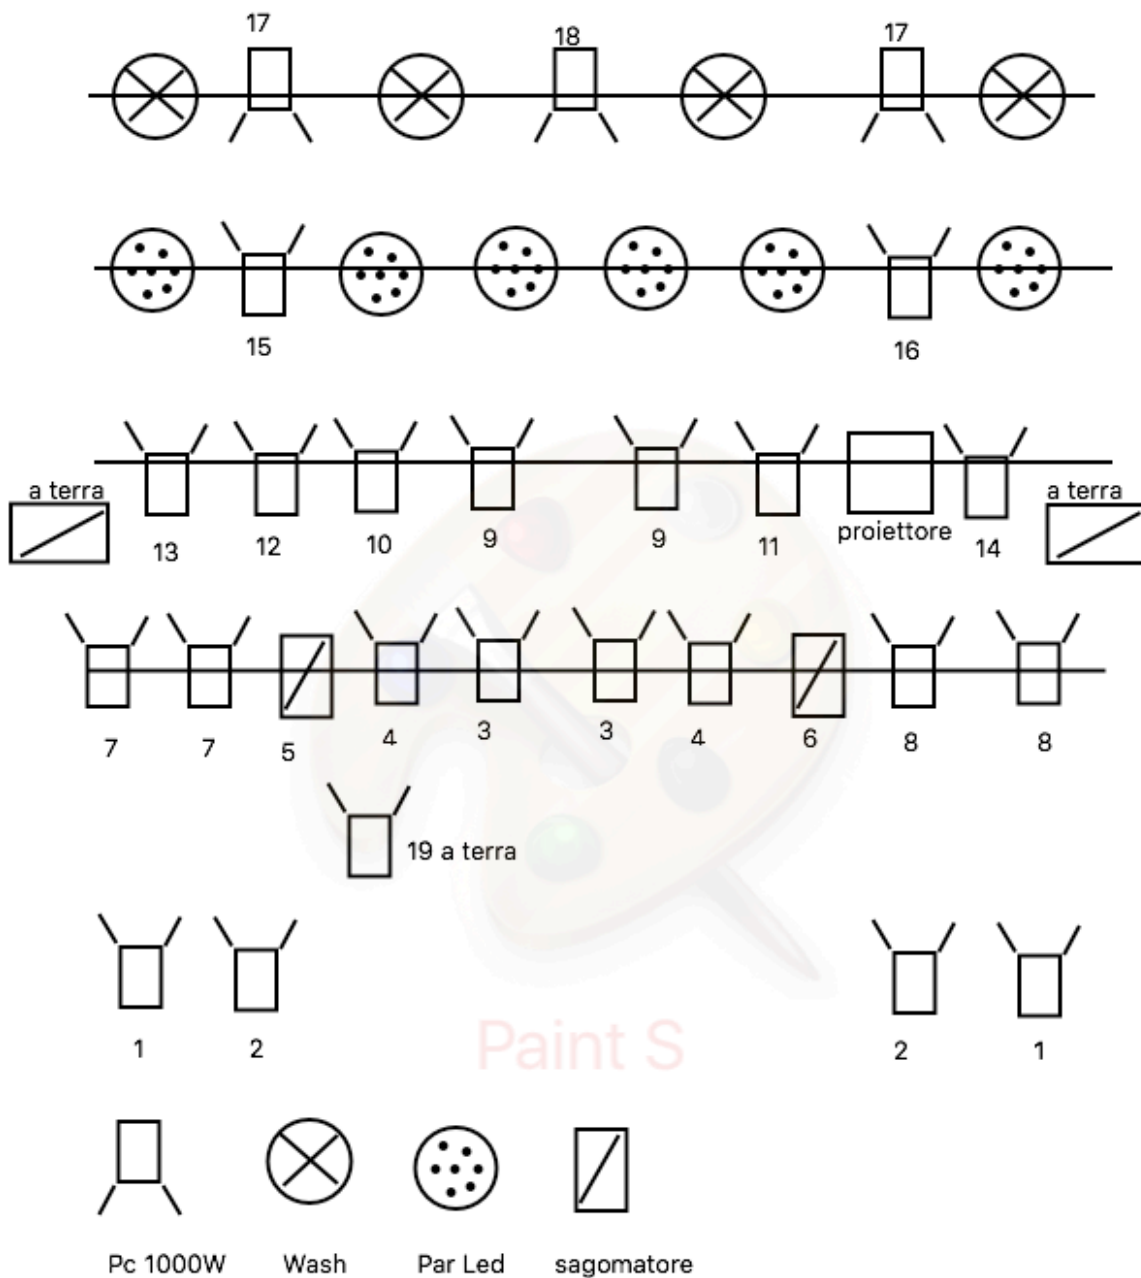 17 18 17
15 16
a terra a terra
13 12 10 9 9 11 proiettore 14
7 7 5 4 3 3 4 6 8 8
19 a terra
1 2 2 1
Paint S
Pc 1000W Wash Par Led sagomatore